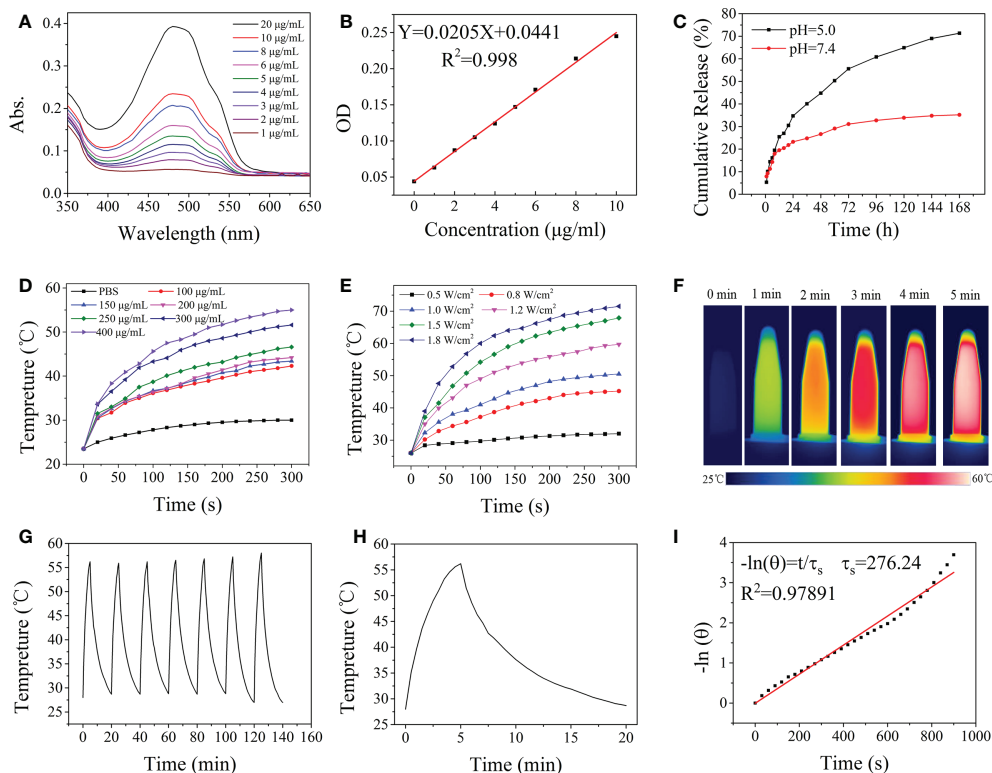 A
Abs.
0.4
0.3
0.2
0.1
0.0
350 400 450 500 550 600 650
Wavelength (nm)
20 μg/mL
10 μg/mL
8 μg/mL
6 μg/mL
5 μg/mL
4 μg/mL
3 μg/mL
2 μg/mL
1 μg/mL
B
OD
0.25
0.20
0.15
0.10
0.05
0 2 4 6 8 10
Concentration (μg/ml)
Y=0.0205X+0.0441
R²=0.998
C
Cumulative Release (%)
80
70
60
50
40
30
20
10
0
0 24 48 72 96 120 144 168
Time (h)
pH=5.0
pH=7.4
D
Tempreture (℃)
60
50
40
30
20
0 50 100 150 200 250 300
Time (s)
PBS 100 μg/mL
150 μg/mL 200 μg/mL
250 μg/mL 300 μg/mL
400 μg/mL
E
Tempreture (℃)
70
60
50
40
30
0 50 100 150 200 250 300
Time (s)
0.5 W/cm² 0.8 W/cm²
1.0 W/cm² 1.2 W/cm²
1.5 W/cm²
1.8 W/cm²
F
0 min 1 min 2 min 3 min 4 min 5 min
25℃ 60℃
G
Tempreture (℃)
60
55
50
45
40
35
30
25
0 20 40 60 80 100 120 140 160
Time (min)
H
Tempreture (℃)
60
55
50
45
40
35
30
25
0 5 10 15 20
Time (min)
I
-ln (θ)
4
3
2
1
0
-1
0 200 400 600 800 1000
Time (s)
-ln(θ)=t/τs τs=276.24
R²=0.97891